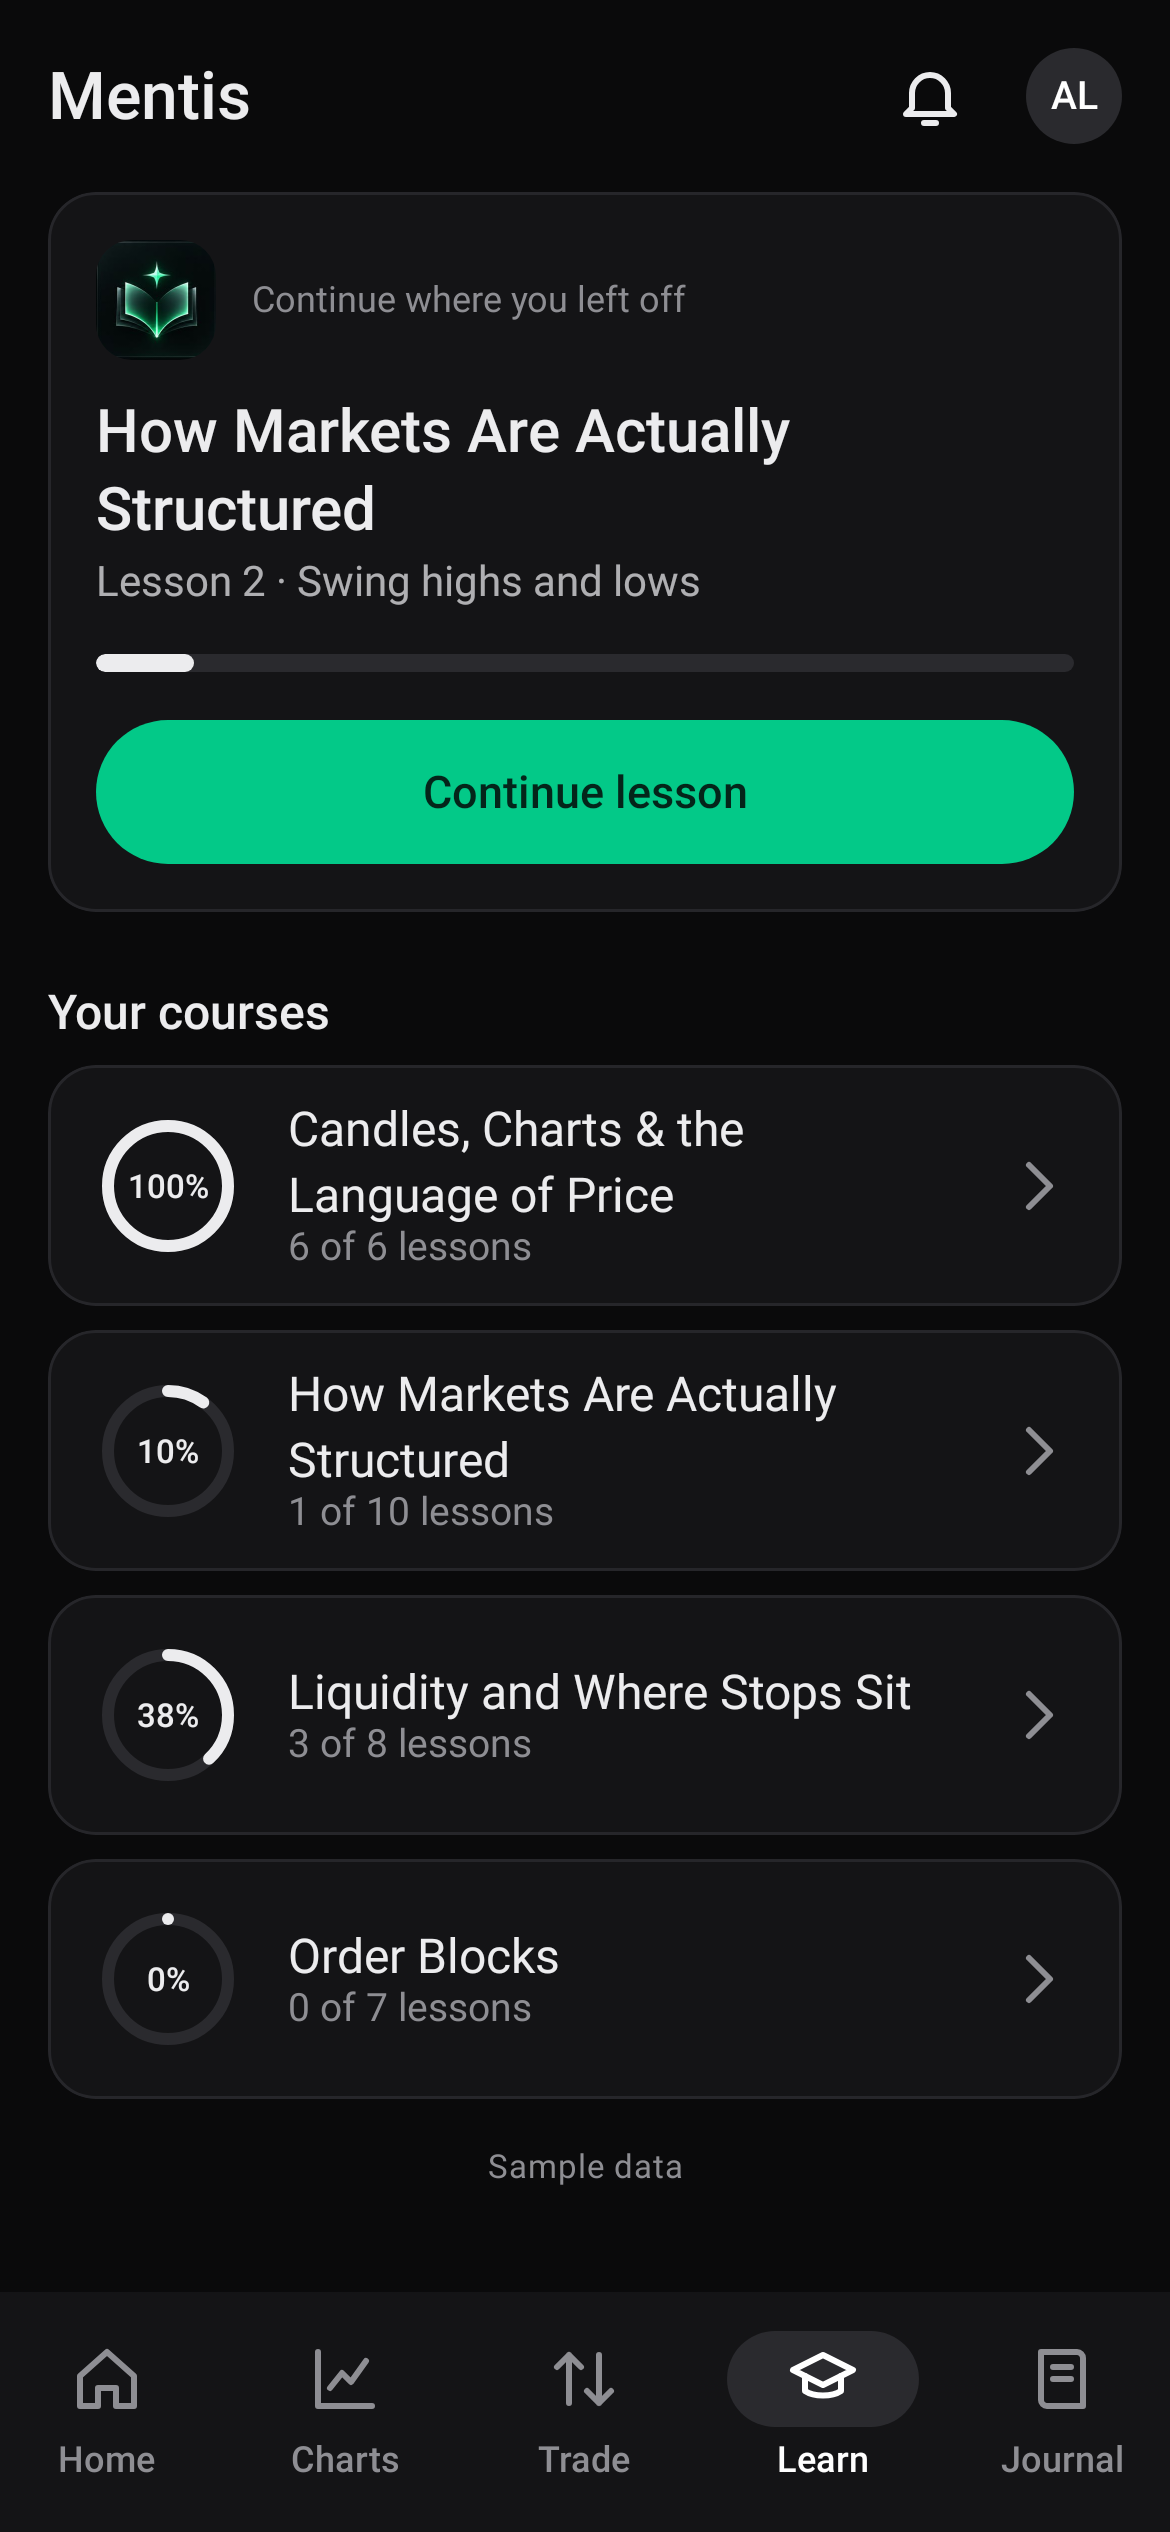 Mentis
AL
Continue where you left off
How Markets Are Actually
Structured
Lesson 2 · Swing highs and lows
Continue lesson
Your courses
100%
Candles, Charts & the
Language of Price
6 of 6 lessons
10%
How Markets Are Actually
Structured
1 of 10 lessons
38%
Liquidity and Where Stops Sit
3 of 8 lessons
0%
Order Blocks
0 of 7 lessons
Sample data
Home
Charts
Trade
Learn
Journal